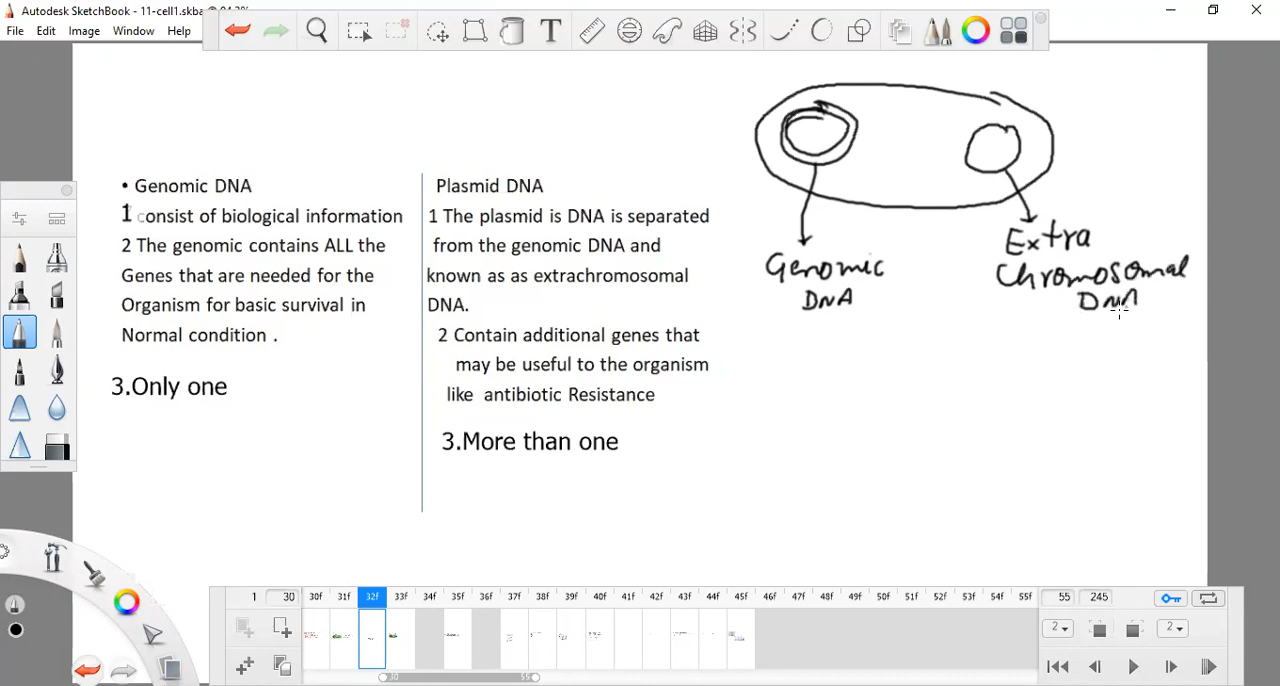 Autodesk SketchBook - 11-cell1.skba @ 94.3%
File Edit Image Window Help
• Genomic DNA
1 consist of biological information
2 The genomic contains ALL the
Genes that are needed for the
Organism for basic survival in
Normal condition .
3.Only one
Plasmid DNA
1 The plasmid is DNA is separated
from the genomic DNA and
known as as extrachromosomal
DNA.
2 Contain additional genes that
may be useful to the organism
like antibiotic Resistance
3.More than one
Genomic
DNA
Extra
Chromosomal
DNA
1 30 30f 31f 32f 33f 34f 35f 36f 37f 38f 39f 40f 41f 42f 43f 44f 45f 46f 47f 48f 49f 50f 51f 52f 53f 54f 55f 55 245
2 2
30 55